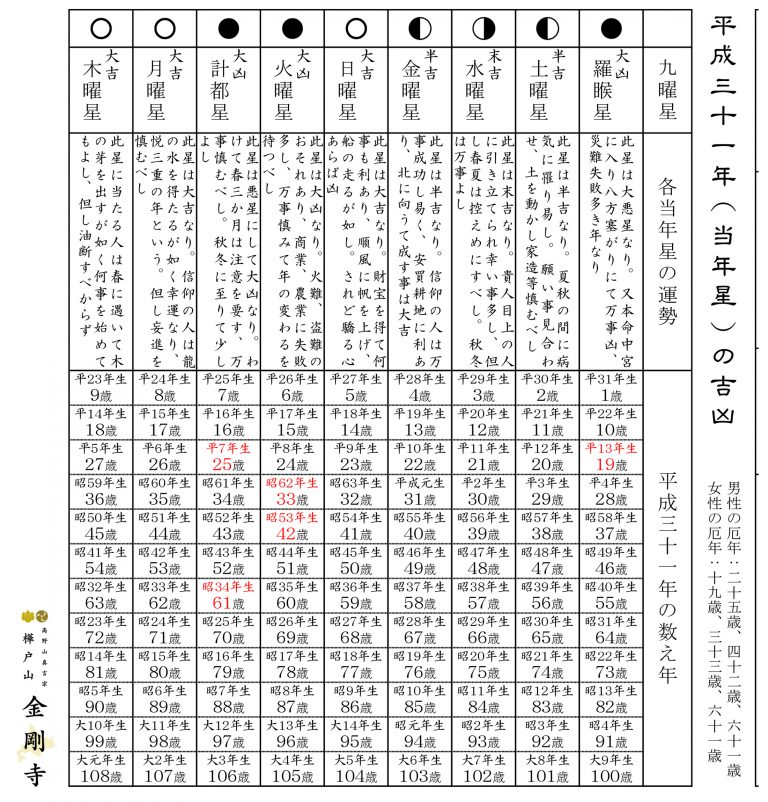 平成三十一年(当年星)の吉凶
男性の厄年：二十五歳、四十二歳、六十一歳
女性の厄年：十九歳、三十三歳、六十一歳
九曜星
各当年星の運勢
平成三十一年の数え年
大凶
羅睺星
此星は大悪星なり。又本命中宮
に入り八方塞がりにて万事凶、
災難失敗多き年なり
平31年生
1歳
平22年生
10歳
平13年生
19歳
平4年生
28歳
昭58年生
37歳
昭49年生
46歳
昭40年生
55歳
昭31年生
64歳
昭22年生
73歳
昭13年生
82歳
昭4年生
91歳
大9年生
100歳
半吉
土曜星
此星は半吉なり。夏秋の間に病
気に罹り易し。願い事見合わ
せ、土を動かし家造等慎むべし
平30年生
2歳
平21年生
11歳
平12年生
20歳
平3年生
29歳
昭57年生
38歳
昭48年生
47歳
昭39年生
56歳
昭30年生
65歳
昭21年生
74歳
昭12年生
83歳
昭3年生
92歳
大8年生
101歳
末吉
水曜星
此星は末吉なり。貴人目上の人
に引き立てられ幸い事多し、但
し春夏は控えめにすべし。秋冬
は万事よし
平29年生
3歳
平20年生
12歳
平11年生
21歳
平2年生
30歳
昭56年生
39歳
昭47年生
48歳
昭38年生
57歳
昭29年生
66歳
昭20年生
75歳
昭11年生
84歳
昭2年生
93歳
大7年生
102歳
半吉
金曜星
此星は半吉なり。信仰の人は万
事成功し易く、安買耕地に利あ
り、北に向うて成す事は大吉
平28年生
4歳
平19年生
13歳
平10年生
22歳
平成元生
31歳
昭55年生
40歳
昭46年生
49歳
昭37年生
58歳
昭28年生
67歳
昭19年生
76歳
昭10年生
85歳
昭元年生
94歳
大6年生
103歳
大吉
日曜星
此星は大吉なり。財宝を得て何
事も利あり、順風に帆を上げ、
船の走るが如し。されど驕る心
あらば凶
平27年生
5歳
平18年生
14歳
平9年生
23歳
昭63年生
32歳
昭54年生
41歳
昭45年生
50歳
昭36年生
59歳
昭27年生
68歳
昭18年生
77歳
昭9年生
86歳
大14年生
95歳
大5年生
104歳
大凶
火曜星
此星は大凶なり。火難、盗難の
おそれあり、商業、農業に失敗
多し、万事慎みて年の変わるを
待つべし
平26年生
6歳
平17年生
15歳
平8年生
24歳
昭62年生
33歳
昭53年生
42歳
昭44年生
51歳
昭35年生
60歳
昭26年生
69歳
昭17年生
78歳
昭8年生
87歳
大13年生
96歳
大4年生
105歳
大凶
計都星
此星は悪星にして大凶なり。わ
けて春三か月は注意を要す、万
事慎むべし。秋冬に至りて少し
よし
平25年生
7歳
平16年生
16歳
平7年生
25歳
昭61年生
34歳
昭52年生
43歳
昭43年生
52歳
昭34年生
61歳
昭25年生
70歳
昭16年生
79歳
昭7年生
88歳
大12年生
97歳
大3年生
106歳
大吉
月曜星
此星は大吉なり。信仰の人は龍
の水を得たるが如く幸運なり、
悦三重の年という。但し妄進を
慎むべし
平24年生
8歳
平15年生
17歳
平6年生
26歳
昭60年生
35歳
昭51年生
44歳
昭42年生
53歳
昭33年生
62歳
昭24年生
71歳
昭15年生
80歳
昭6年生
89歳
大11年生
98歳
大2年生
107歳
大吉
木曜星
此星に当たる人は春に遇いて木
の芽を出すが如く何事を始めて
もよし、但し油断すべからず
平23年生
9歳
平14年生
18歳
平5年生
27歳
昭59年生
36歳
昭50年生
45歳
昭41年生
54歳
昭32年生
63歳
昭23年生
72歳
昭14年生
81歳
昭5年生
90歳
大10年生
99歳
大元年生
108歳
高野山真言宗
樺戸山 金剛寺